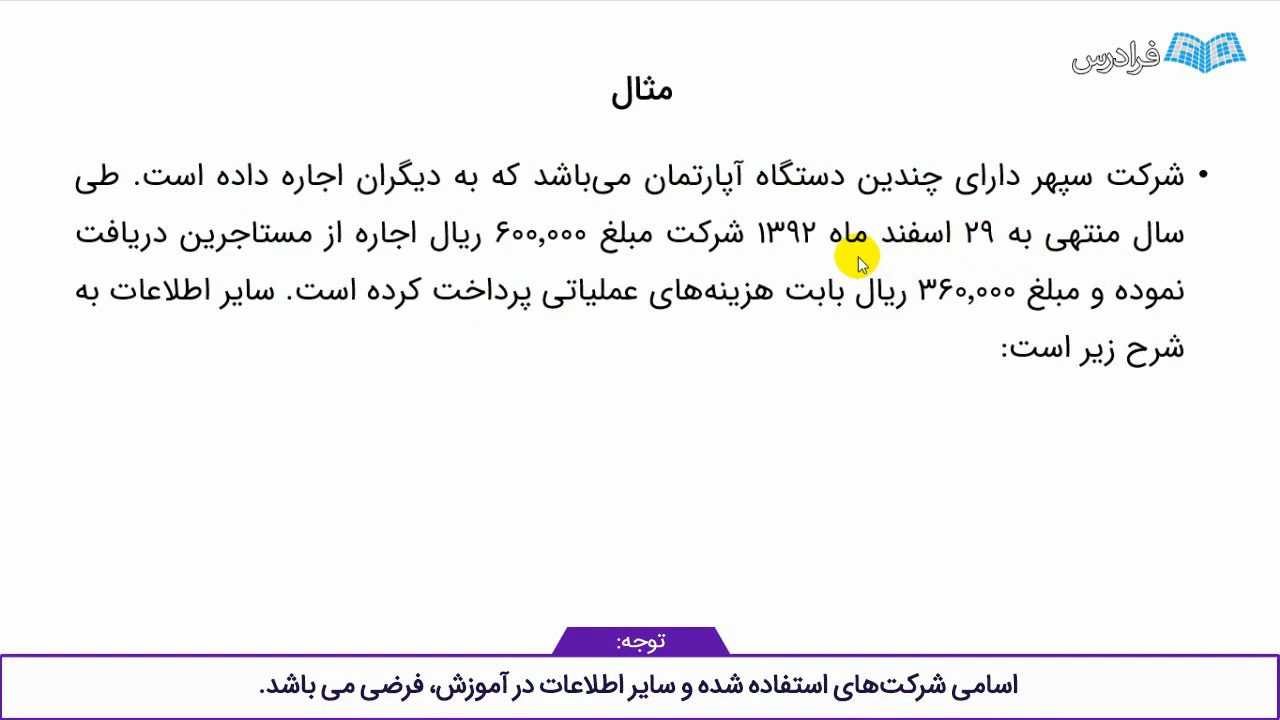 فرادرس
مثال
• شرکت سپهر دارای چندین دستگاه آپارتمان می‌باشد که به دیگران اجاره داده است. طی
سال منتهی به ۲۹ اسفند ماه ۱۳۹۲ شرکت مبلغ ۶۰۰,۰۰۰ ریال اجاره از مستاجرین دریافت
نموده و مبلغ ۳۶۰,۰۰۰ ریال بابت هزینه‌های عملیاتی پرداخت کرده است. سایر اطلاعات به
شرح زیر است:
توجه:
اسامی شرکت‌های استفاده شده و سایر اطلاعات در آموزش، فرضی می باشد.